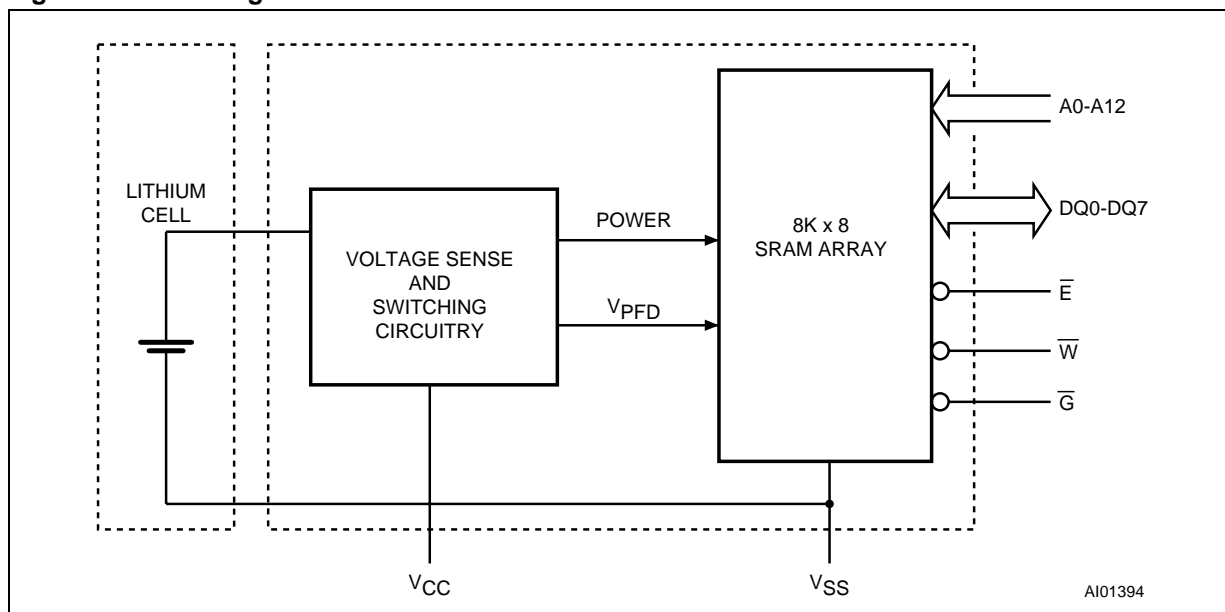 LITHIUM
CELL
VOLTAGE SENSE
AND
SWITCHING
CIRCUITRY
POWER
VPFD
8K x 8
SRAM ARRAY
A0-A12
DQ0-DQ7
E̅
W̅
G̅
VCC
VSS
AI01394